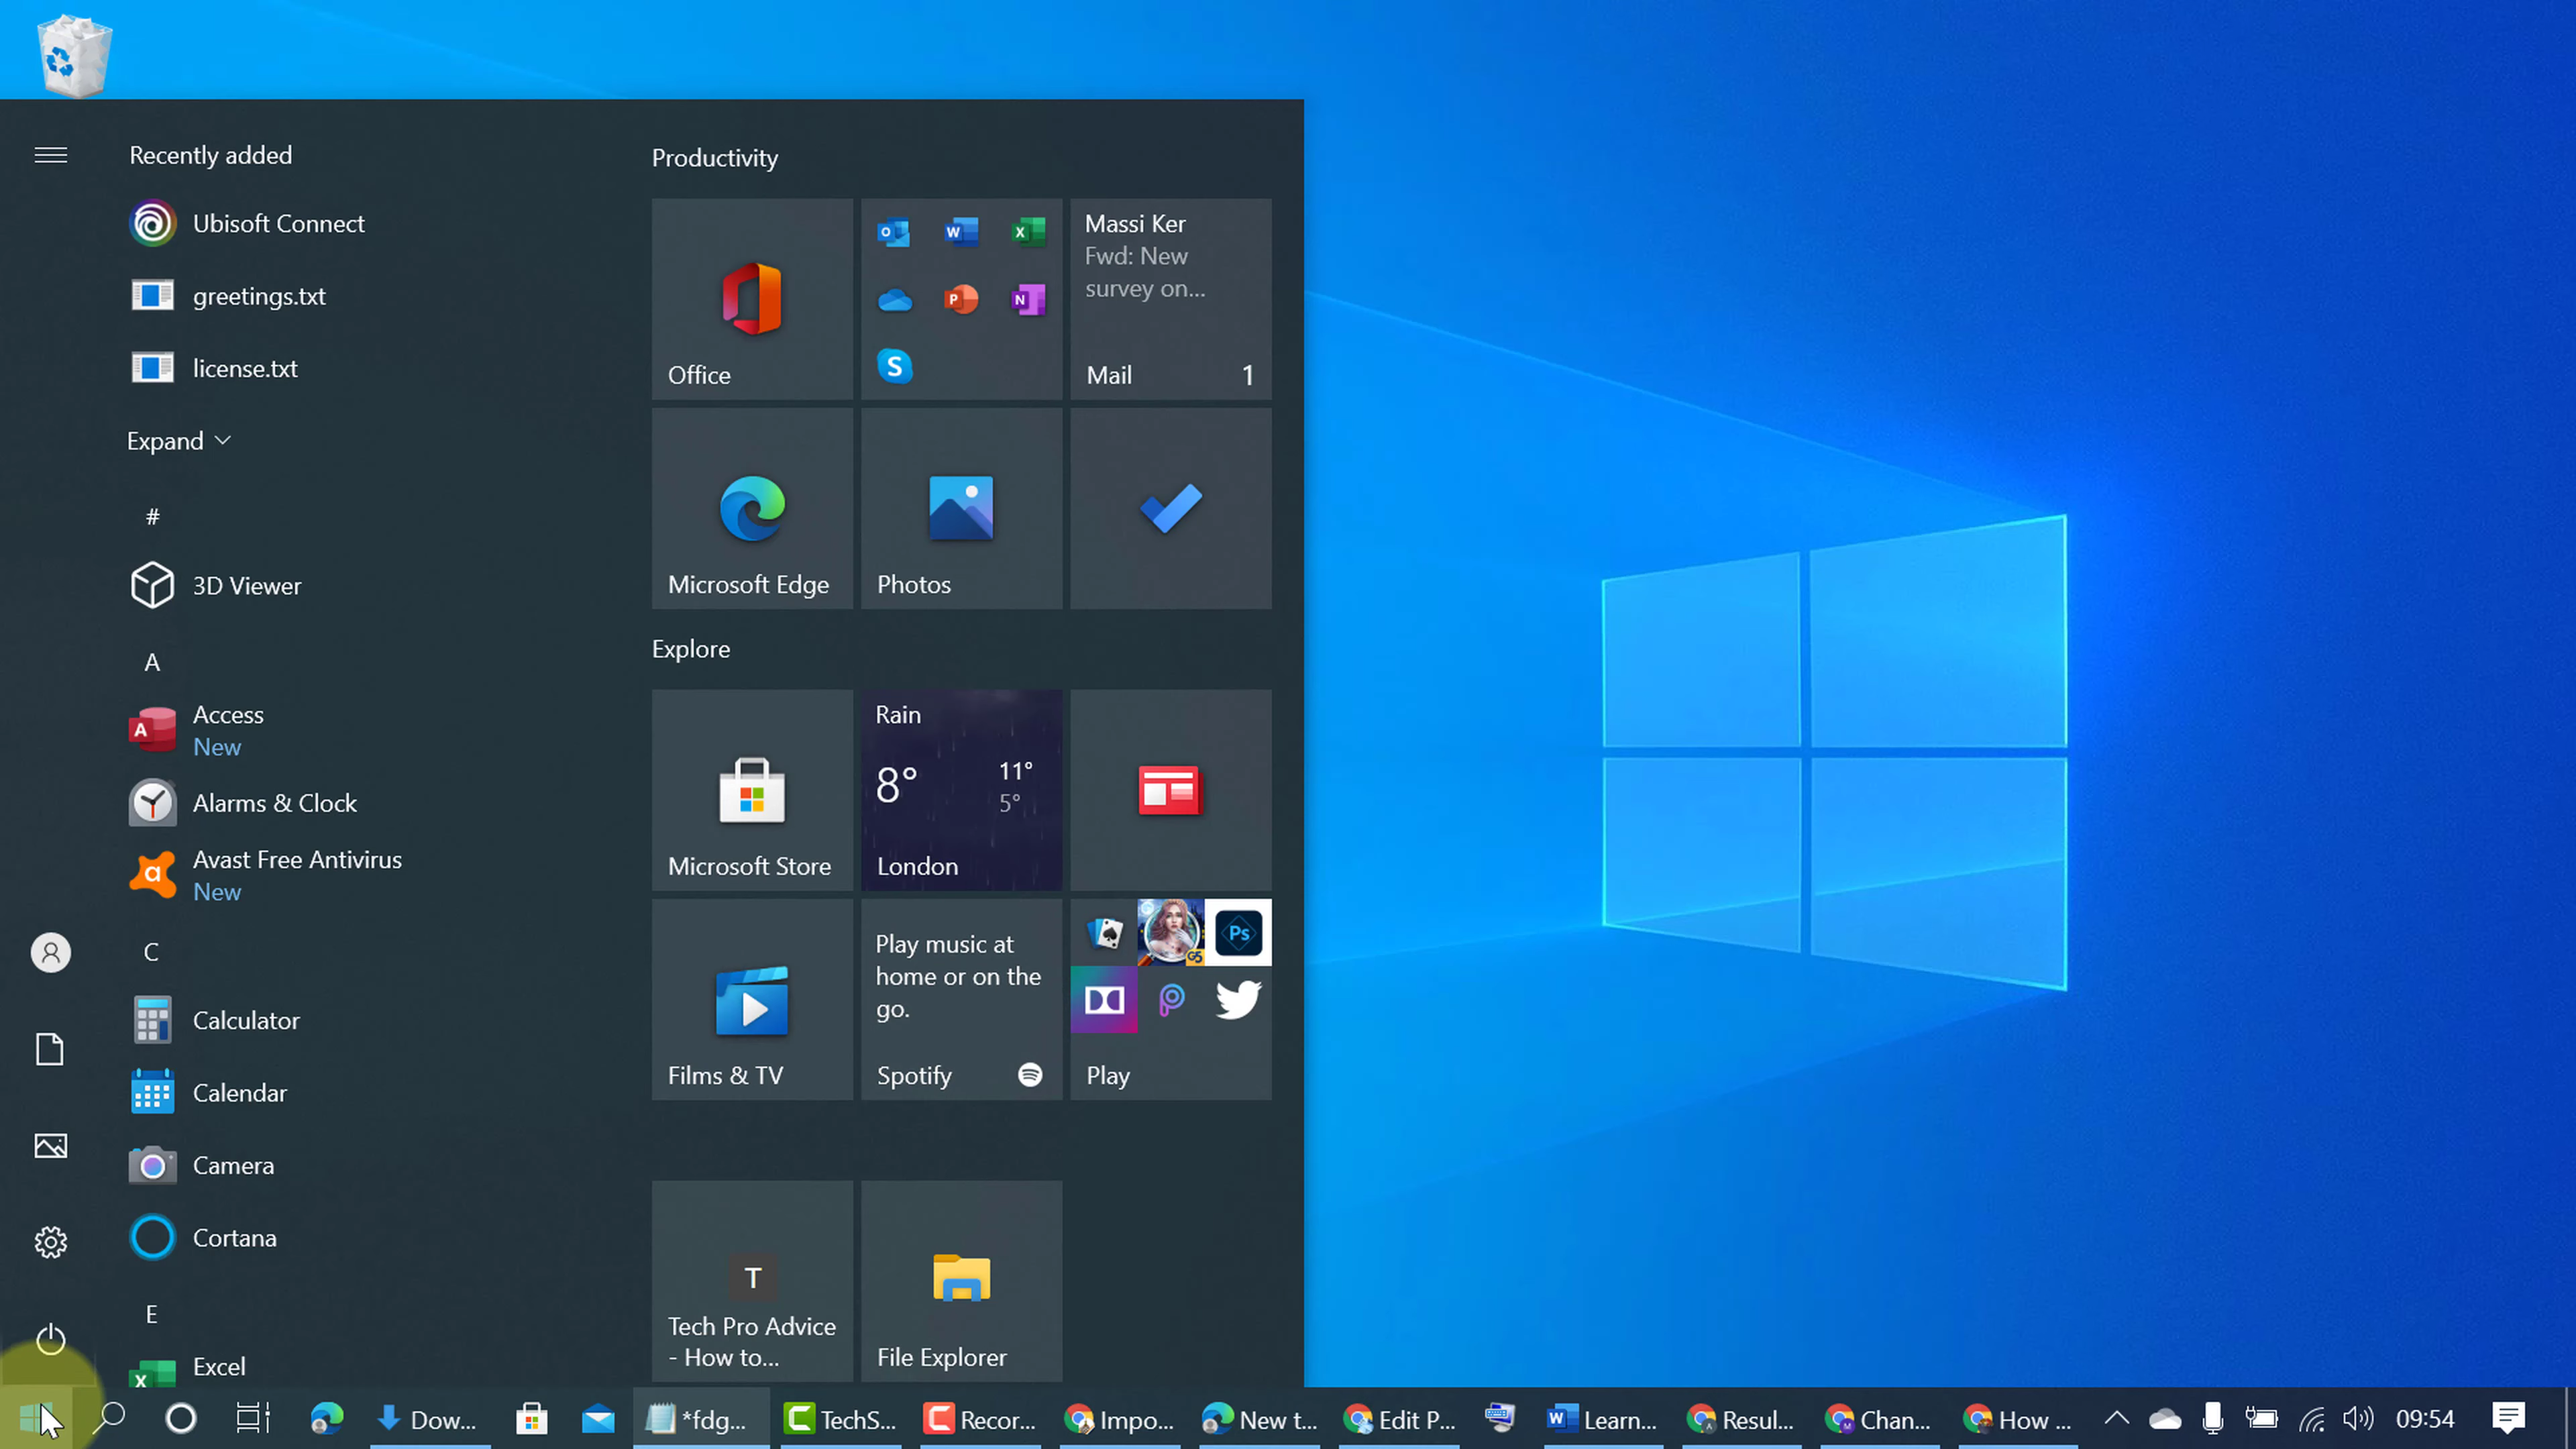 Recently added
Ubisoft Connect
greetings.txt
license.txt
Expand
#
3D Viewer
A
Access
New
Alarms & Clock
Avast Free Antivirus
New
C
Calculator
Calendar
Camera
Cortana
E
Excel
Productivity
Office
Massi Ker
Fwd: New
survey on...
Mail 1
Microsoft Edge
Photos
Explore
Microsoft Store
Rain
8° 11°
5°
London
Films & TV
Play music at
home or on the
go.
Spotify
Ps
Play
T
Tech Pro Advice
- How to...
File Explorer
Dow... *fdg... TechS... Recor... Impo... New t... Edit P... Learn... Resul... Chan... How ... 09:54